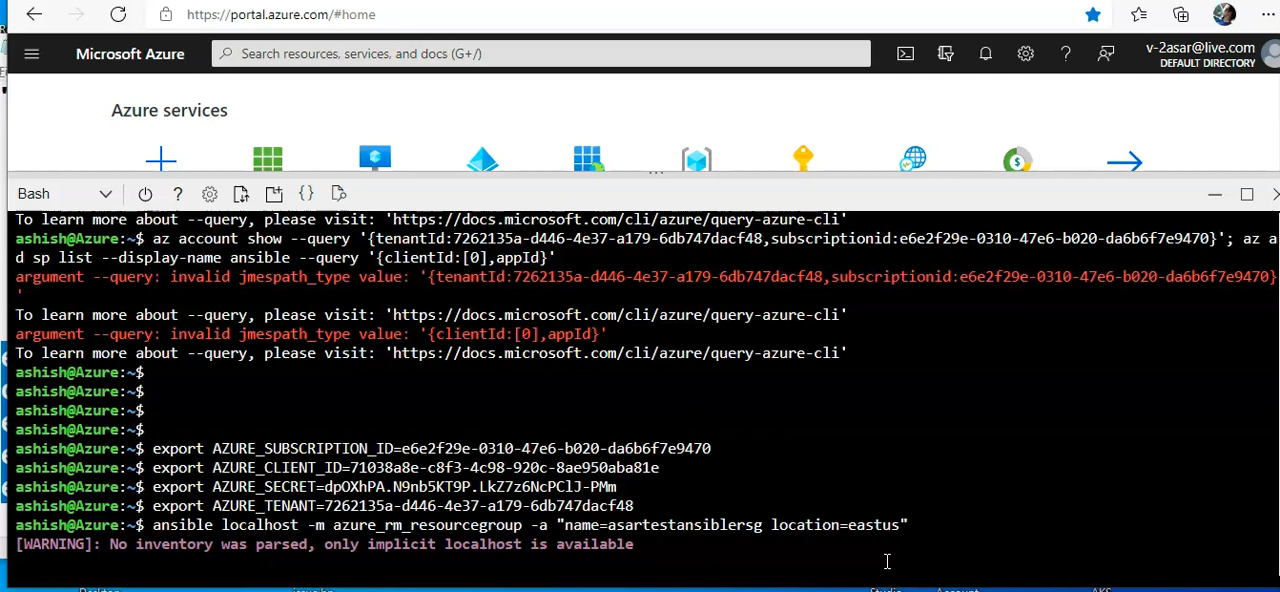 https://portal.azure.com/#home
Microsoft Azure
Search resources, services, and docs (G+/)
v-2asar@live.com
DEFAULT DIRECTORY
Azure services
Bash
To learn more about --query, please visit: 'https://docs.microsoft.com/cli/azure/query-azure-cli'
ashish@Azure:~$ az account show --query '{tenantId:7262135a-d446-4e37-a179-6db747dacf48,subscriptionid:e6e2f29e-0310-47e6-b020-da6b6f7e9470}'; az a
d sp list --display-name ansible --query '{clientId:[0],appId}'
argument --query: invalid jmespath_type value: '{tenantId:7262135a-d446-4e37-a179-6db747dacf48,subscriptionid:e6e2f29e-0310-47e6-b020-da6b6f7e9470}
'
To learn more about --query, please visit: 'https://docs.microsoft.com/cli/azure/query-azure-cli'
argument --query: invalid jmespath_type value: '{clientId:[0],appId}'
To learn more about --query, please visit: 'https://docs.microsoft.com/cli/azure/query-azure-cli'
ashish@Azure:~$
ashish@Azure:~$
ashish@Azure:~$
ashish@Azure:~$
ashish@Azure:~$ export AZURE_SUBSCRIPTION_ID=e6e2f29e-0310-47e6-b020-da6b6f7e9470
ashish@Azure:~$ export AZURE_CLIENT_ID=71038a8e-c8f3-4c98-920c-8ae950aba81e
ashish@Azure:~$ export AZURE_SECRET=dpOXhPA.N9nb5KT9P.LkZ7z6NcPClJ-PMm
ashish@Azure:~$ export AZURE_TENANT=7262135a-d446-4e37-a179-6db747dacf48
ashish@Azure:~$ ansible localhost -m azure_rm_resourcegroup -a "name=asartestansiblersg location=eastus"
[WARNING]: No inventory was parsed, only implicit localhost is available